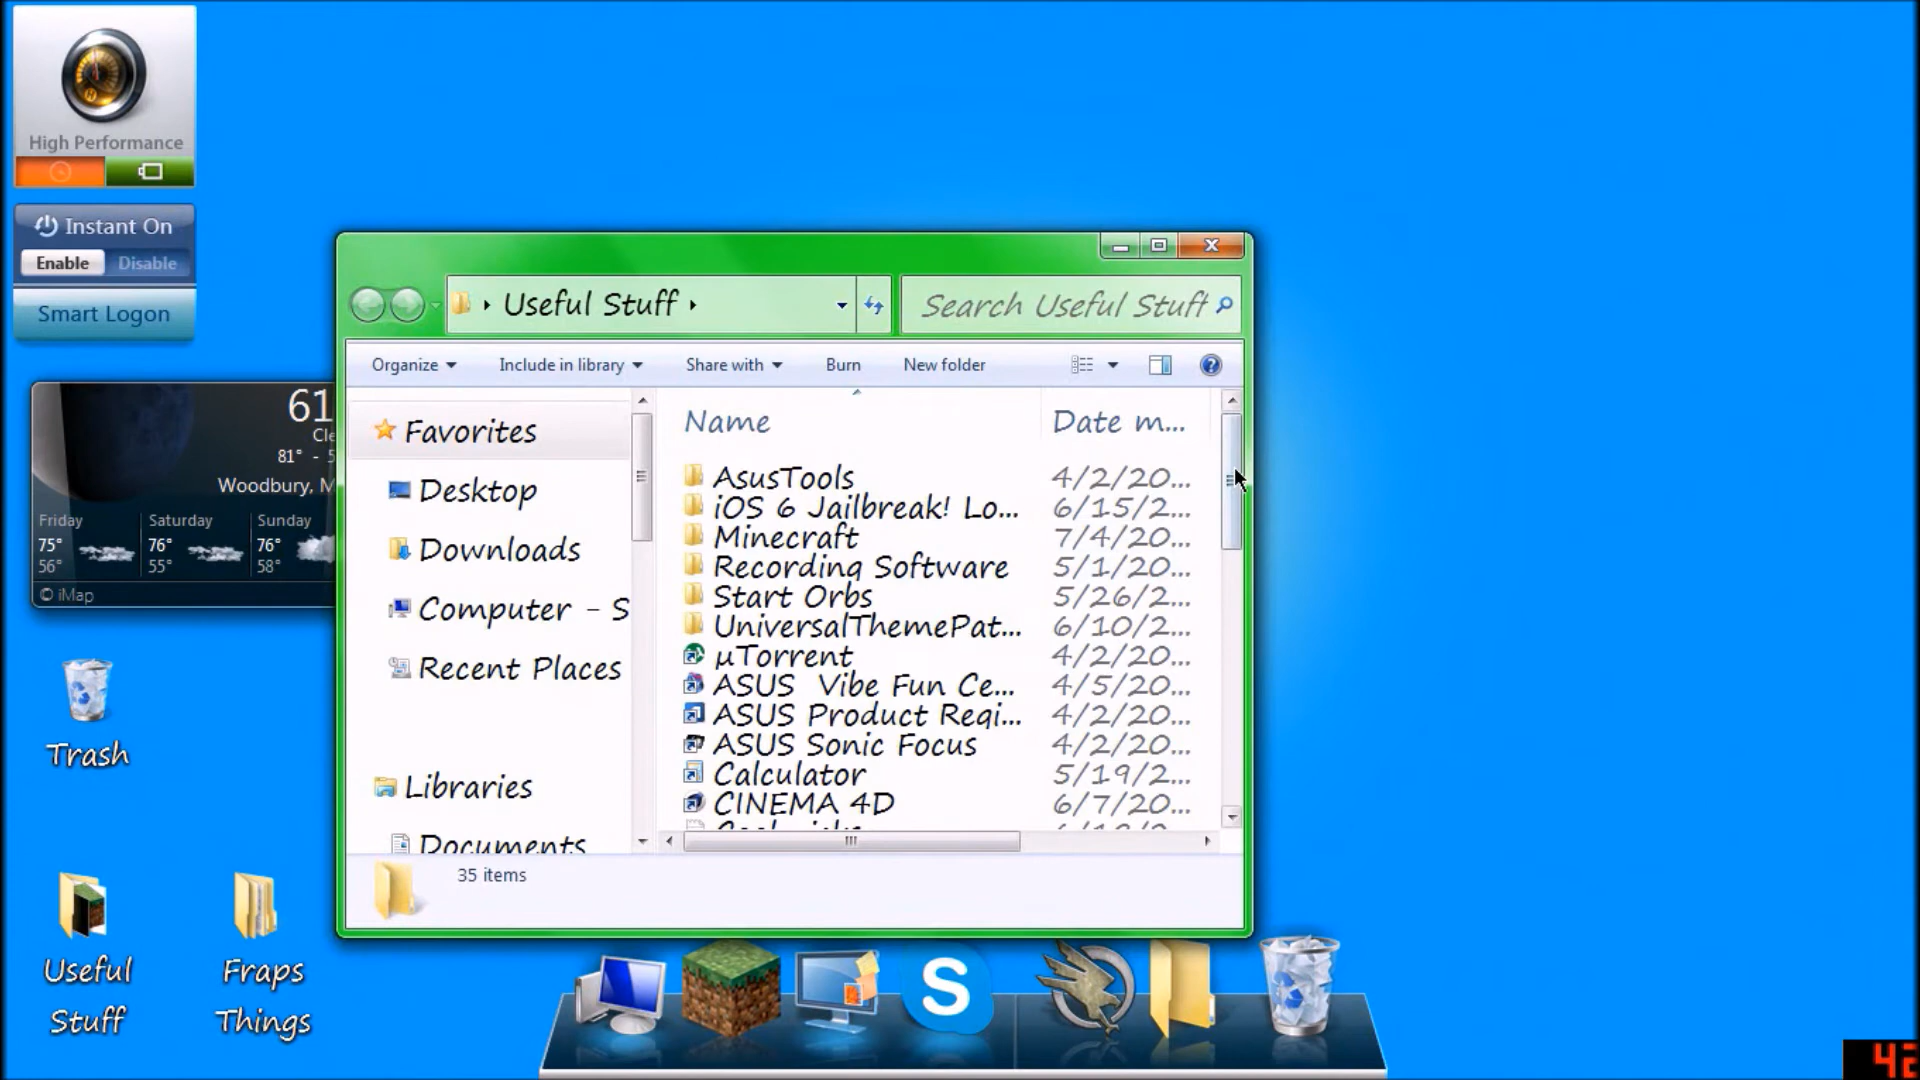 High Performance
Instant On
Enable Disable
Smart Logon
61
Cle
81° - 5
Woodbury, M
Friday Saturday Sunday
75° 76° 76°
56° 55° 58°
© iMap
Trash
Useful Stuff
Fraps Things
Useful Stuff
Search Useful Stuff
Organize Include in library Share with Burn New folder
Favorites
Desktop
Downloads
Computer - S
Recent Places
Libraries
Documents
Name Date m...
AsusTools 4/2/20...
iOS 6 Jailbreak! Lo... 6/15/2...
Minecraft 7/4/20...
Recording Software 5/1/20...
Start Orbs 5/26/2...
UniversalThemePat... 6/10/2...
µTorrent 4/2/20...
ASUS Vibe Fun Ce... 4/5/20...
ASUS Product Regi... 4/2/20...
ASUS Sonic Focus 4/2/20...
Calculator 5/19/2...
CINEMA 4D 6/7/20...
35 items
S
42